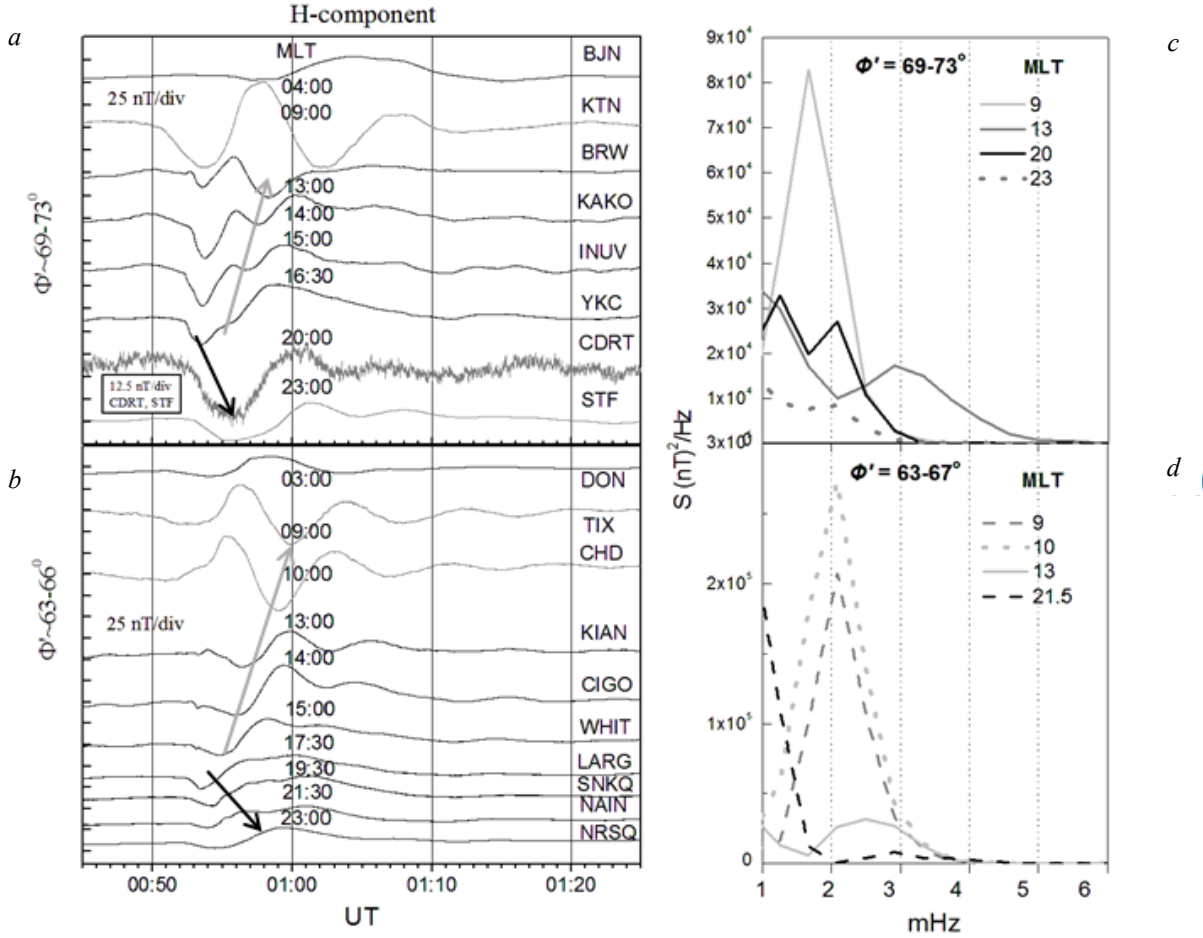 H-component
a
MLT
BJN
04:00
25 nT/div
KTN
09:00
BRW
13:00
KAKO
14:00
15:00
INUV
16:30
YKC
20:00
CDRT
12.5 nT/div
CDRT, STF
23:00
STF
Φ'~69-73⁰
b
03:00
DON
TIX
09:00
CHD
10:00
25 nT/div
13:00
KIAN
14:00
CIGO
15:00
WHIT
17:30
LARG
19:30
SNKQ
21:30
NAIN
23:00
NRSQ
Φ'~63-66⁰
00:50
01:00
01:10
01:20
UT
c
9x10⁴
8x10⁴
7x10⁴
6x10⁴
5x10⁴
4x10⁴
3x10⁴
2x10⁴
1x10⁴
Φ' = 69-73°
MLT
9
13
20
23
S (nT)²/Hz
d
Φ' = 63-67°
MLT
9
10
13
21.5
2x10⁵
1x10⁵
0
1
2
3
4
5
6
mHz